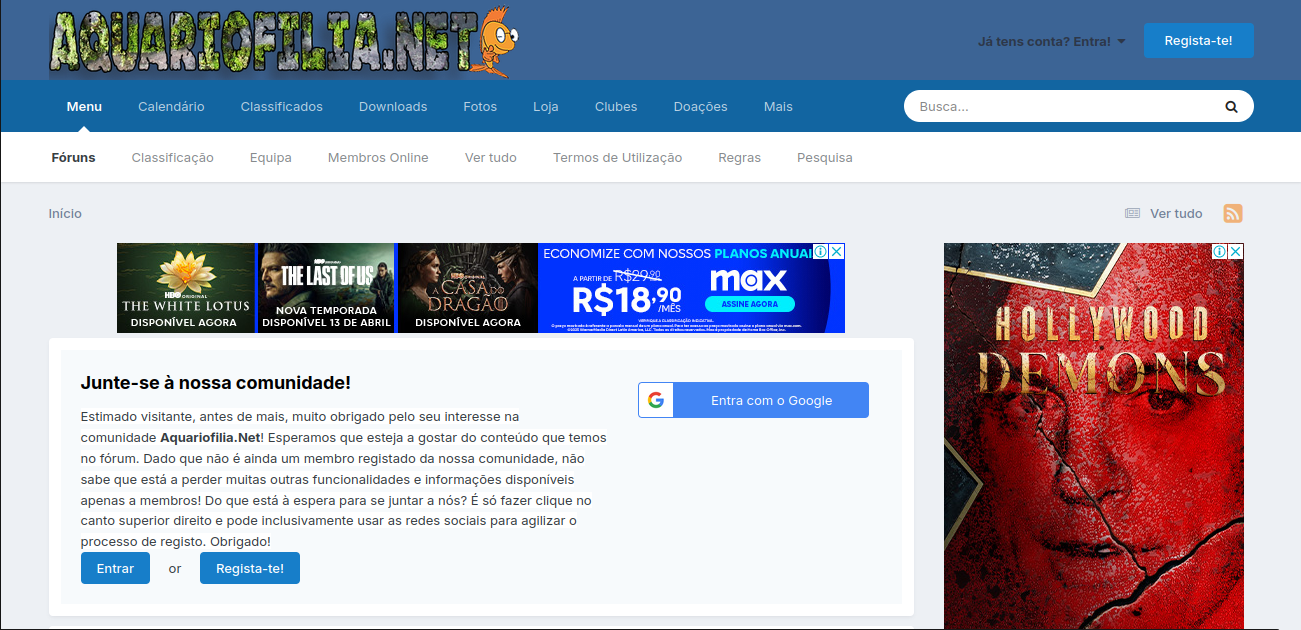 AQUARIOFILIA.NET
Já tens conta? Entra!
Regista-te!
Menu
Calendário
Classificados
Downloads
Fotos
Loja
Clubes
Doações
Mais
Busca...
Fóruns
Classificação
Equipa
Membros Online
Ver tudo
Termos de Utilização
Regras
Pesquisa
Início
Ver tudo
HBO ORIGINAL
THE WHITE LOTUS
DISPONÍVEL AGORA
HBO ORIGINAL
THE LAST OF US
NOVA TEMPORADA
DISPONÍVEL 13 DE ABRIL
HBO ORIGINAL
A CASA DO
DRAGÃO
DISPONÍVEL AGORA
ECONOMIZE COM NOSSOS PLANOS ANUAI
A PARTIR DE R$29,90
R$18,90
/MÊS
max
ASSINE AGORA
HOLLYWOOD
DEMONS
Junte-se à nossa comunidade!
Estimado visitante, antes de mais, muito obrigado pelo seu interesse na
comunidade Aquariofilia.Net! Esperamos que esteja a gostar do conteúdo que temos
no fórum. Dado que não é ainda um membro registado da nossa comunidade, não
sabe que está a perder muitas outras funcionalidades e informações disponíveis
apenas a membros! Do que está à espera para se juntar a nós? É só fazer clique no
canto superior direito e pode inclusivamente usar as redes sociais para agilizar o
processo de registo. Obrigado!
Entrar
or
Regista-te!
Entra com o Google